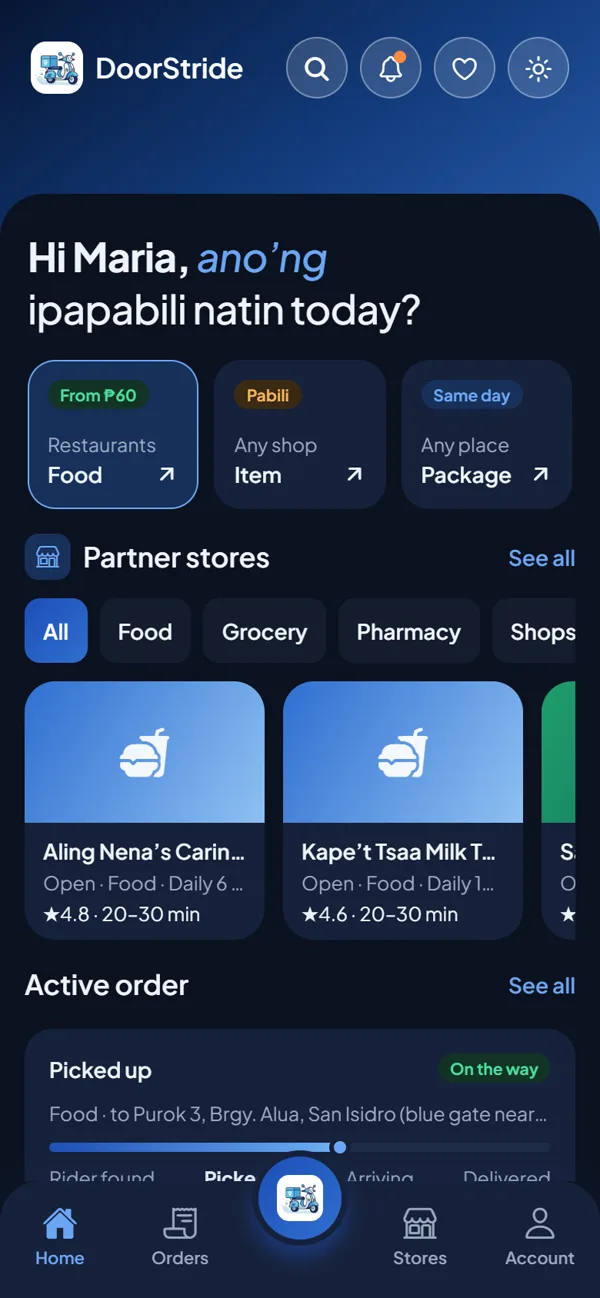 DoorStride
Hi Maria, ano’ng
ipapabili natin today?
From ₱60
Restaurants
Food
Pabili
Any shop
Item
Same day
Any place
Package
Partner stores
See all
All
Food
Grocery
Pharmacy
Shops
Aling Nena’s Carin…
Open · Food · Daily 6 …
★4.8 · 20–30 min
Kape’t Tsaa Milk T…
Open · Food · Daily 1…
★4.6 · 20–30 min
Active order
See all
Picked up
On the way
Food · to Purok 3, Brgy. Alua, San Isidro (blue gate near…
Rider found
Picke
Arriving
Delivered
Home
Orders
Stores
Account